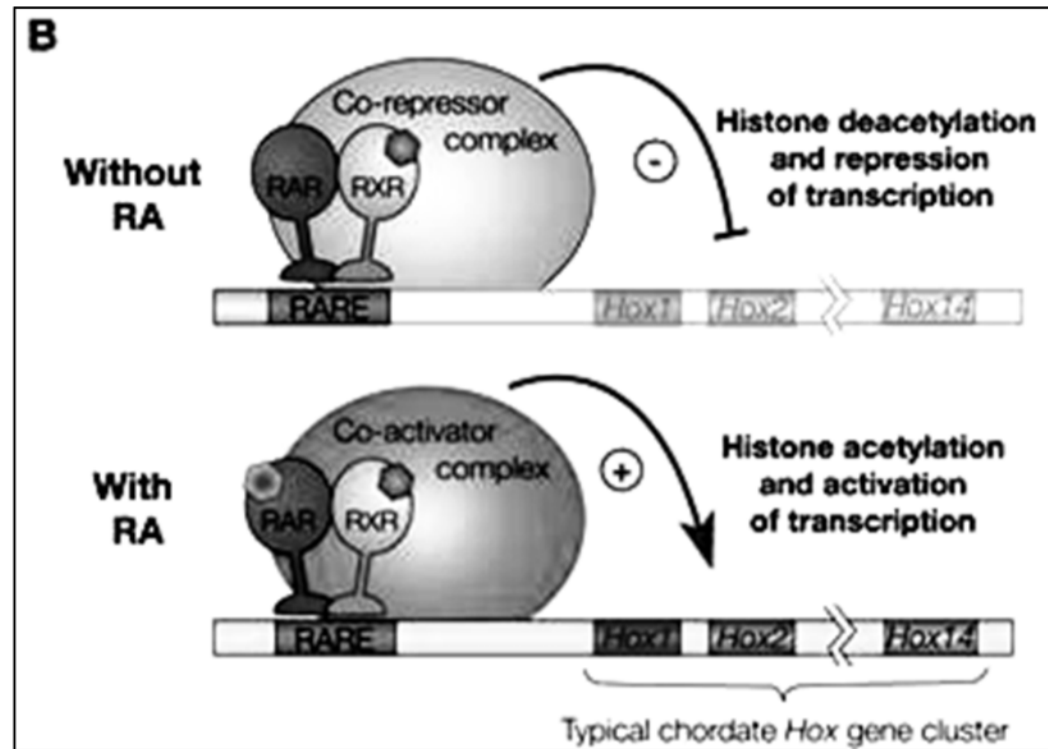 B
Without
RA
Co-repressor
complex
RAR
RXR
-
Histone deacetylation
and repression
of transcription
RARE
Hox1
Hox2
Hox14
With
RA
Co-activator
complex
RAR
RXR
+
Histone acetylation
and activation
of transcription
RARE
Hox1
Hox2
Hox14
Typical chordate Hox gene cluster